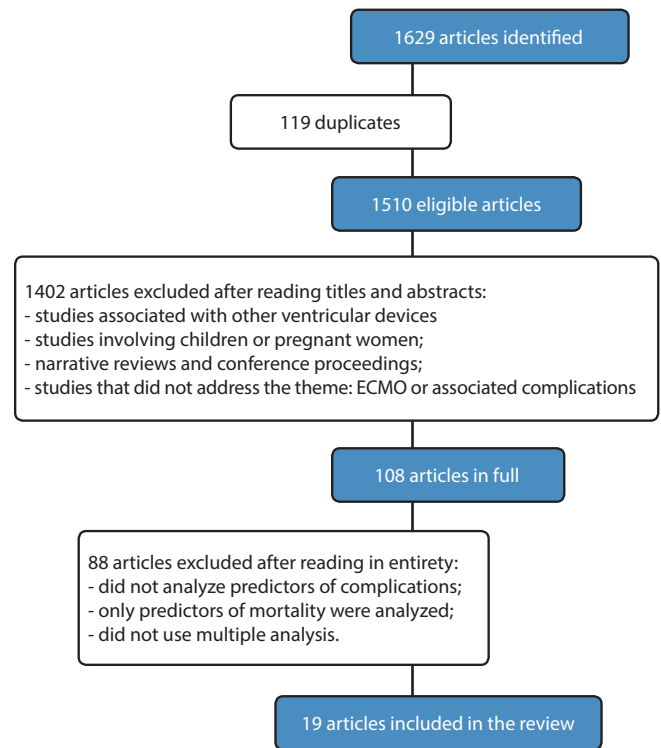 1629 articles identified
119 duplicates
1510 eligible articles
1402 articles excluded after reading titles and abstracts:
- studies associated with other ventricular devices
- studies involving children or pregnant women;
- narrative reviews and conference proceedings;
- studies that did not address the theme: ECMO or associated complications
108 articles in full
88 articles excluded after reading in entirety:
- did not analyze predictors of complications;
- only predictors of mortality were analyzed;
- did not use multiple analysis.
19 articles included in the review